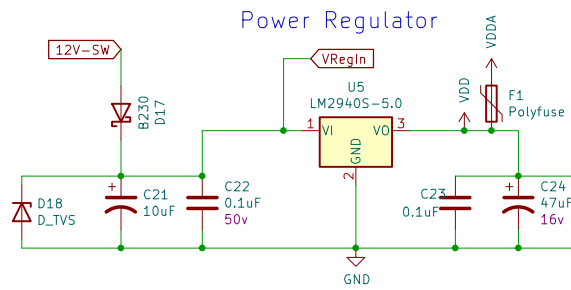 Power Regulator
12V-SW
VRegIn
VDDA
B230
D17
U5
LM2940S-5.0
VDD
F1
Polyfuse
1
VI
VO
3
GND
2
D18
D_TVS
+
C21
10uF
C22
0.1uF
50v
C23
0.1uF
+
C24
47uF
16v
GND